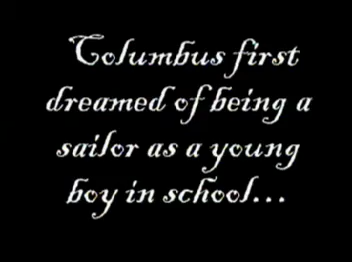 Columbus first
dreamed of being a
sailor as a young
boy in school...